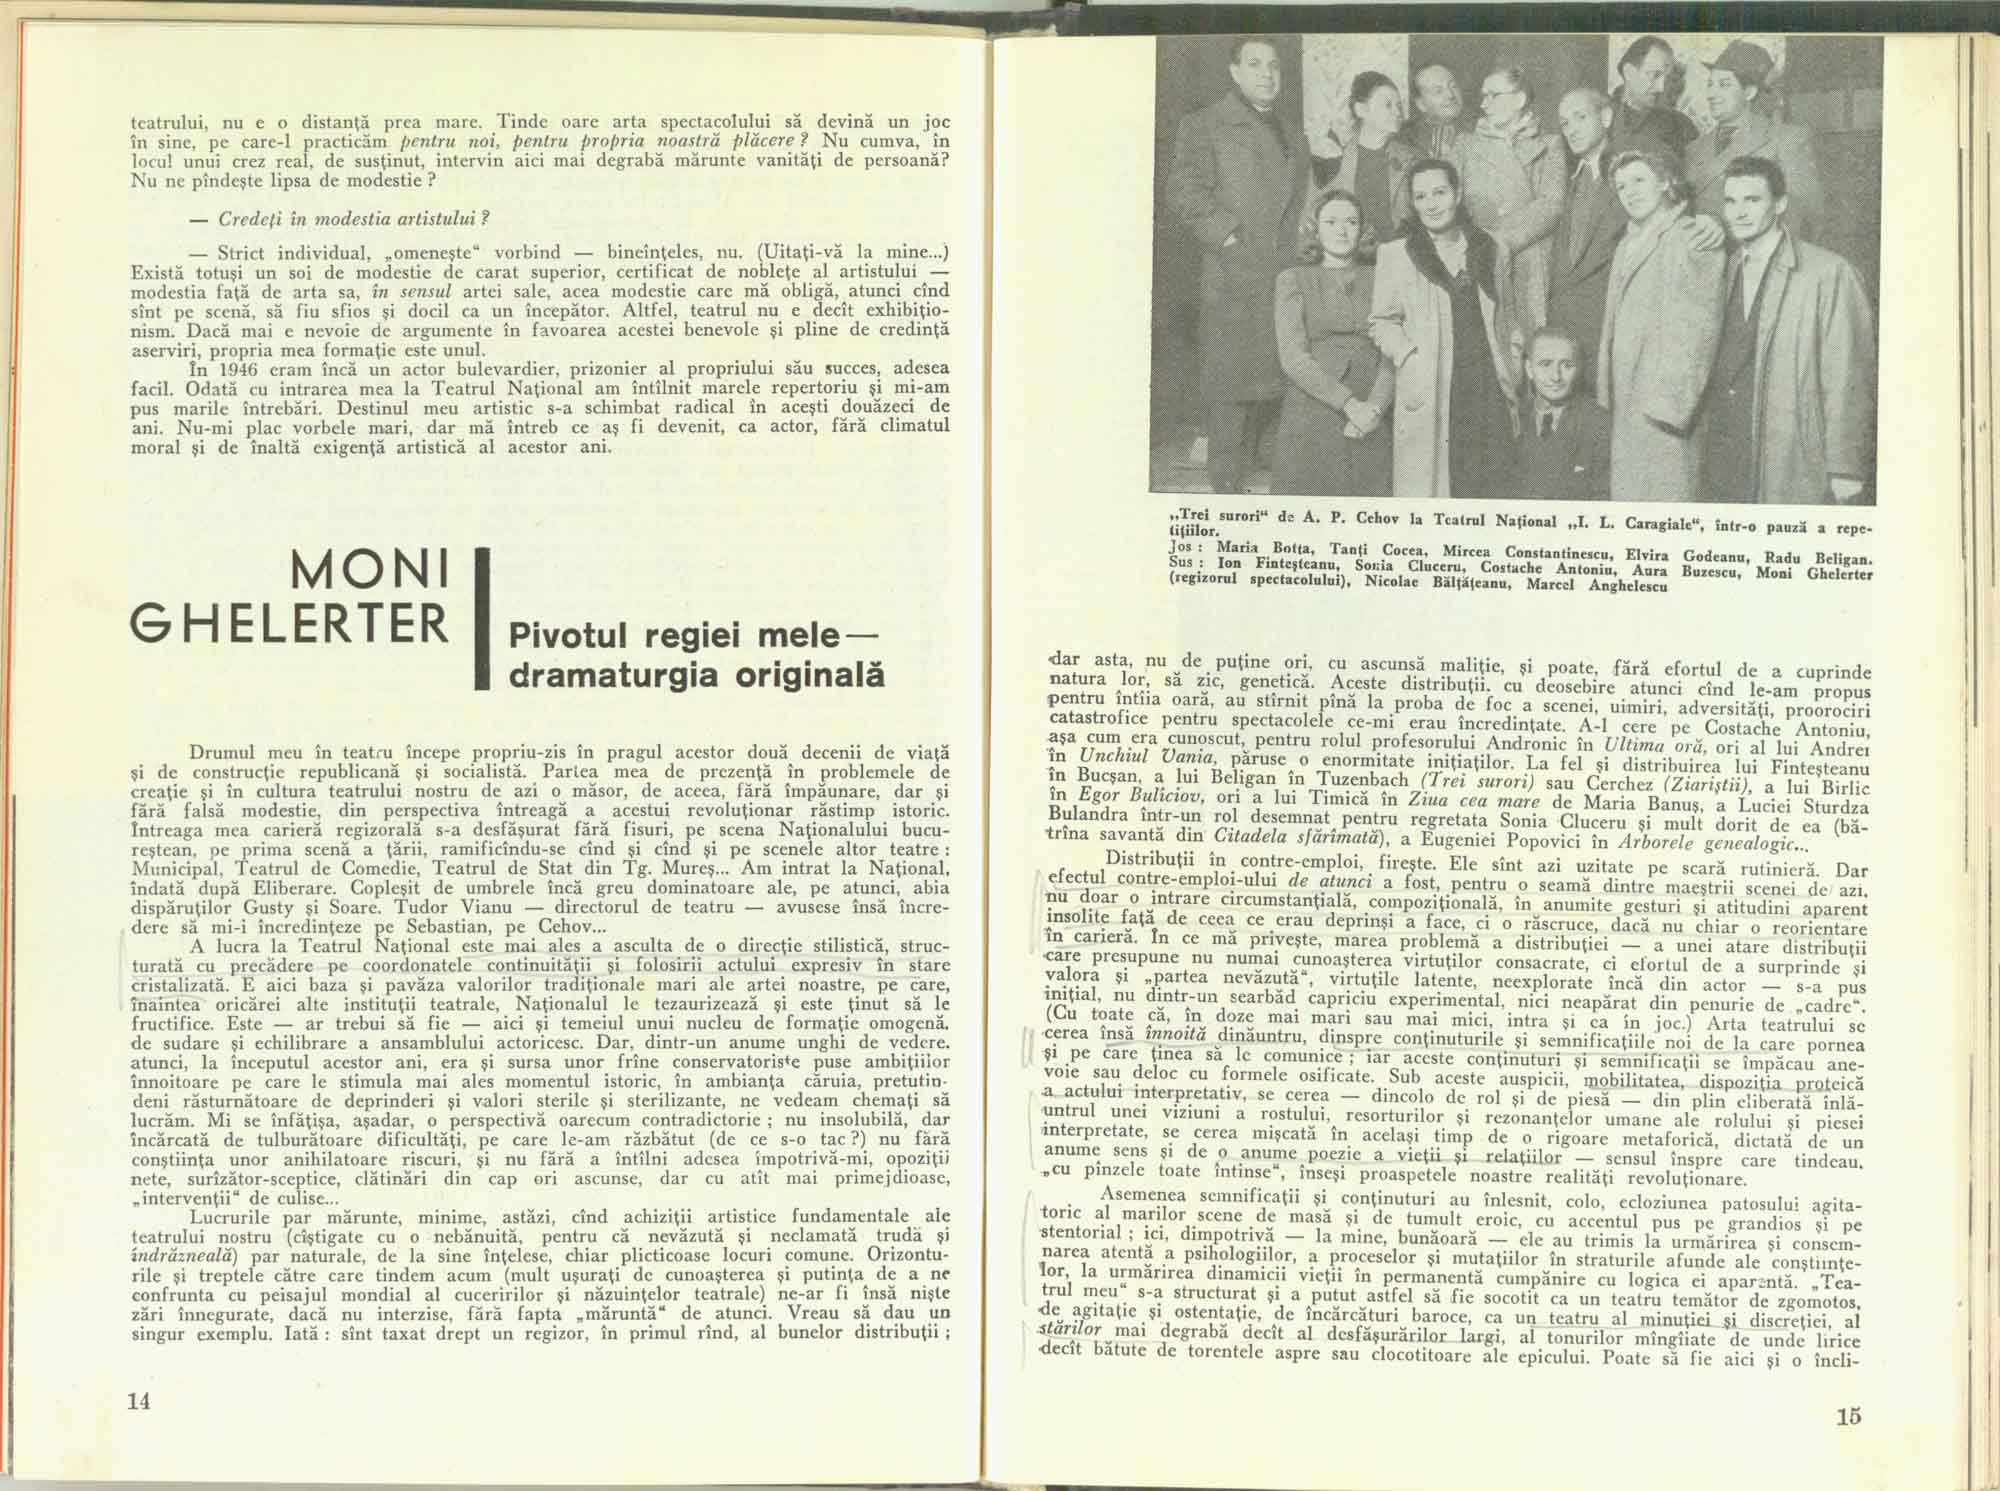 teatrului, nu e o distanță prea mare. Tinde oare arta spectacolului să devină un joc
în sine, pe care-l practicăm pentru noi, pentru propria noastră plăcere ? Nu cumva, în
locul unui crez real, de susținut, intervin aici mai degrabă mărunte vanități de persoană?
Nu ne pîndește lipsa de modestie ?
— Credeți în modestia artistului ?
— Strict individual, „omenește“ vorbind — bineînțeles, nu. (Uitați-vă la mine...)
Există totuși un soi de modestie de carat superior, certificat de noblețe al artistului —
modestia față de arta sa, în sensul artei sale, acea modestie care mă obligă, atunci cînd
sînt pe scenă, să fiu sfios și docil ca un începător. Altfel, teatrul nu e decît exhibițio-
nism. Dacă mai e nevoie de argumente în favoarea acestei benevole și pline de credință
aserviri, propria mea formație este unul.
În 1946 eram încă un actor bulevardier, prizonier al propriului său succes, adesea
facil. Odată cu intrarea mea la Teatrul Național am întîlnit marele repertoriu și mi-am
pus marile întrebări. Destinul meu artistic s-a schimbat radical în acești douăzeci de
ani. Nu-mi plac vorbele mari, dar mă întreb ce aș fi devenit, ca actor, fără climatul
moral și de înaltă exigență artistică al acestor ani.
MONI
GHELERTER
Pivotul regiei mele—
dramaturgia originală
Drumul meu în teatru începe propriu-zis în pragul acestor două decenii de viață
și de construcție republicană și socialistă. Partea mea de prezență în problemele de
creație și în cultura teatrului nostru de azi o măsor, de aceea, fără împăunare, dar și
fără falsă modestie, din perspectiva întreagă a acestui revoluționar răstimp istoric.
Întreaga mea carieră regizorală s-a desfășurat fără fisuri, pe scena Naționalului bucu-
reștean, pe prima scenă a țării, ramificîndu-se cînd și cînd și pe scenele altor teatre :
Municipal, Teatrul de Comedie, Teatrul de Stat din Tg. Mureș... Am intrat la Național,
îndată după Eliberare. Copleșit de umbrele încă greu dominatoare ale, pe atunci, abia
dispăruților Gusty și Soare. Tudor Vianu — directorul de teatru — avusese însă încre-
dere să mi-i încredințeze pe Sebastian, pe Cehov...
A lucra la Teatrul Național este mai ales a asculta de o direcție stilistică, struc-
turată cu precădere pe coordonatele continuității și folosirii actului expresiv în stare
cristalizată. E aici baza și pavăza valorilor tradiționale mari ale artei noastre, pe care,
înaintea oricărei alte instituții teatrale, Naționalul le tezaurizează și este ținut să le
fructifice. Este — ar trebui să fie — aici și temeiul unui nucleu de formație omogenă,
de sudare și echilibrare a ansamblului actoricesc. Dar, dintr-un anume unghi de vedere,
atunci, la începutul acestor ani, era și sursa unor frîne conservatoriste puse ambițiilor
înnoitoare pe care le stimula mai ales momentul istoric, în ambianța căruia, pretutin-
deni răsturnătoare de deprinderi și valori sterile și sterilizante, ne vedeam chemați să
lucrăm. Mi se înfățișa, așadar, o perspectivă oarecum contradictorie ; nu insolubilă, dar
încărcată de tulburătoare dificultăți, pe care le-am răzbătut (de ce s-o tac ?) nu fără
conștiința unor anihilatoare riscuri, și nu fără a întîlni adesea împotrivă-mi, opoziții
nete, surîzător-sceptice, clătinări din cap ori ascunse, dar cu atît mai primejdioase,
„intervenții“ de culise...
Lucrurile par mărunte, minime, astăzi, cînd achiziții artistice fundamentale ale
teatrului nostru (cîștigate cu o nebănuită, pentru că nevăzută și neclamată trudă și
îndrăzneală) par naturale, de la sine înțelese, chiar plicticoase locuri comune. Orizontu-
rile și treptele către care tindem acum (mult ușurați de cunoașterea și putința de a ne
confrunta cu peisajul mondial al cuceririlor și năzuințelor teatrale) ne-ar fi însă niște
zări înnegurate, dacă nu interzise, fără fapta „măruntă“ de atunci. Vreau să dau un
singur exemplu. Iată : sînt taxat drept un regizor, în primul rînd, al bunelor distribuții ;
14
„Trei surori“ de A. P. Cehov la Teatrul Național „I. L. Caragiale“, într-o pauză a repe-
tițiilor.
Jos : Maria Botta, Tanți Cocea, Mircea Constantinescu, Elvira Godeanu, Radu Beligan.
Sus : Ion Finteșteanu, Sonia Cluceru, Costache Antoniu, Aura Buzescu, Moni Ghelerter
(regizorul spectacolului), Nicolae Bălțățeanu, Marcel Anghelescu
dar asta, nu de puține ori, cu ascunsă maliție, și poate, fără efortul de a cuprinde
natura lor, să zic, genetică. Aceste distribuții. cu deosebire atunci cînd le-am propus
pentru întîia oară, au stîrnit pînă la proba de foc a scenei, uimiri, adversități, proorociri
catastrofice pentru spectacolele ce-mi erau încredințate. A-l cere pe Costache Antoniu,
așa cum era cunoscut, pentru rolul profesorului Andronic în Ultima oră, ori al lui Andrei
în Unchiul Vania, păruse o enormitate inițiaților. La fel și distribuirea lui Finteșteanu
în Bucșan, a lui Beligan în Tuzenbach (Trei surori) sau Cerchez (Ziariștii), a lui Birlic
în Egor Buliciov, ori a lui Timică în Ziua cea mare de Maria Banuș, a Luciei Sturdza
Bulandra într-un rol desemnat pentru regretata Sonia Cluceru și mult dorit de ea (bă-
trîna savantă din Citadela sfărîmată), a Eugeniei Popovici în Arborele genealogic...
Distribuții în contre-emploi, firește. Ele sînt azi uzitate pe scară rutinieră. Dar
efectul contre-emploi-ului de atunci a fost, pentru o seamă dintre maeștrii scenei de azi,
nu doar o intrare circumstanțială, compozițională, în anumite gesturi și atitudini aparent
insolite față de ceea ce erau deprinși a face, ci o răscruce, dacă nu chiar o reorientare
în carieră. În ce mă privește, marea problemă a distribuției — a unei atare distribuții
care presupune nu numai cunoașterea virtuților consacrate, ci efortul de a surprinde și
valora și „partea nevăzută“, virtuțile latente, neexplorate încă din actor — s-a pus
inițial, nu dintr-un searbăd capriciu experimental, nici neapărat din penurie de „cadre“.
(Cu toate că, în doze mai mari sau mai mici, intra și ca în joc.) Arta teatrului se
cerea însă înnoită dinăuntru, dinspre conținuturile și semnificațiile noi de la care pornea
și pe care ținea să le comunice ; iar aceste conținuturi și semnificații se împăcau ane-
voie sau deloc cu formele osificate. Sub aceste auspicii, mobilitatea, dispoziția proteică
a actului interpretativ, se cerea — dincolo de rol și de piesă — din plin eliberată înlă-
untrul unei viziuni a rostului, resorturilor și rezonanțelor umane ale rolului și piesei
interpretate, se cerea mișcată în același timp de o rigoare metaforică, dictată de un
anume sens și de o anume poezie a vieții și relațiilor — sensul înspre care tindeau,
„cu pînzele toate întinse“, înseși proaspetele noastre realități revoluționare.
Asemenea semnificații și conținuturi au înlesnit, colo, ecloziunea patosului agita-
toric al marilor scene de masă și de tumult eroic, cu accentul pus pe grandios și pe
stentorial ; ici, dimpotrivă — la mine, bunăoară — ele au trimis la urmărirea și consem-
narea atentă a psihologiilor, a proceselor și mutațiilor în straturile afunde ale conștiințe-
lor, la urmărirea dinamicii vieții în permanentă cumpănire cu logica ei aparentă. „Tea-
trul meu“ s-a structurat și a putut astfel să fie socotit ca un teatru temător de zgomotos,
de agitație și ostentație, de încărcături baroce, ca un teatru al minuției și discreției, al
stărilor mai degrabă decît al desfășurărilor largi, al tonurilor mîngîiate de unde lirice
decît bătute de torentele aspre sau clocotitoare ale epicului. Poate să fie aici și o încli-
15